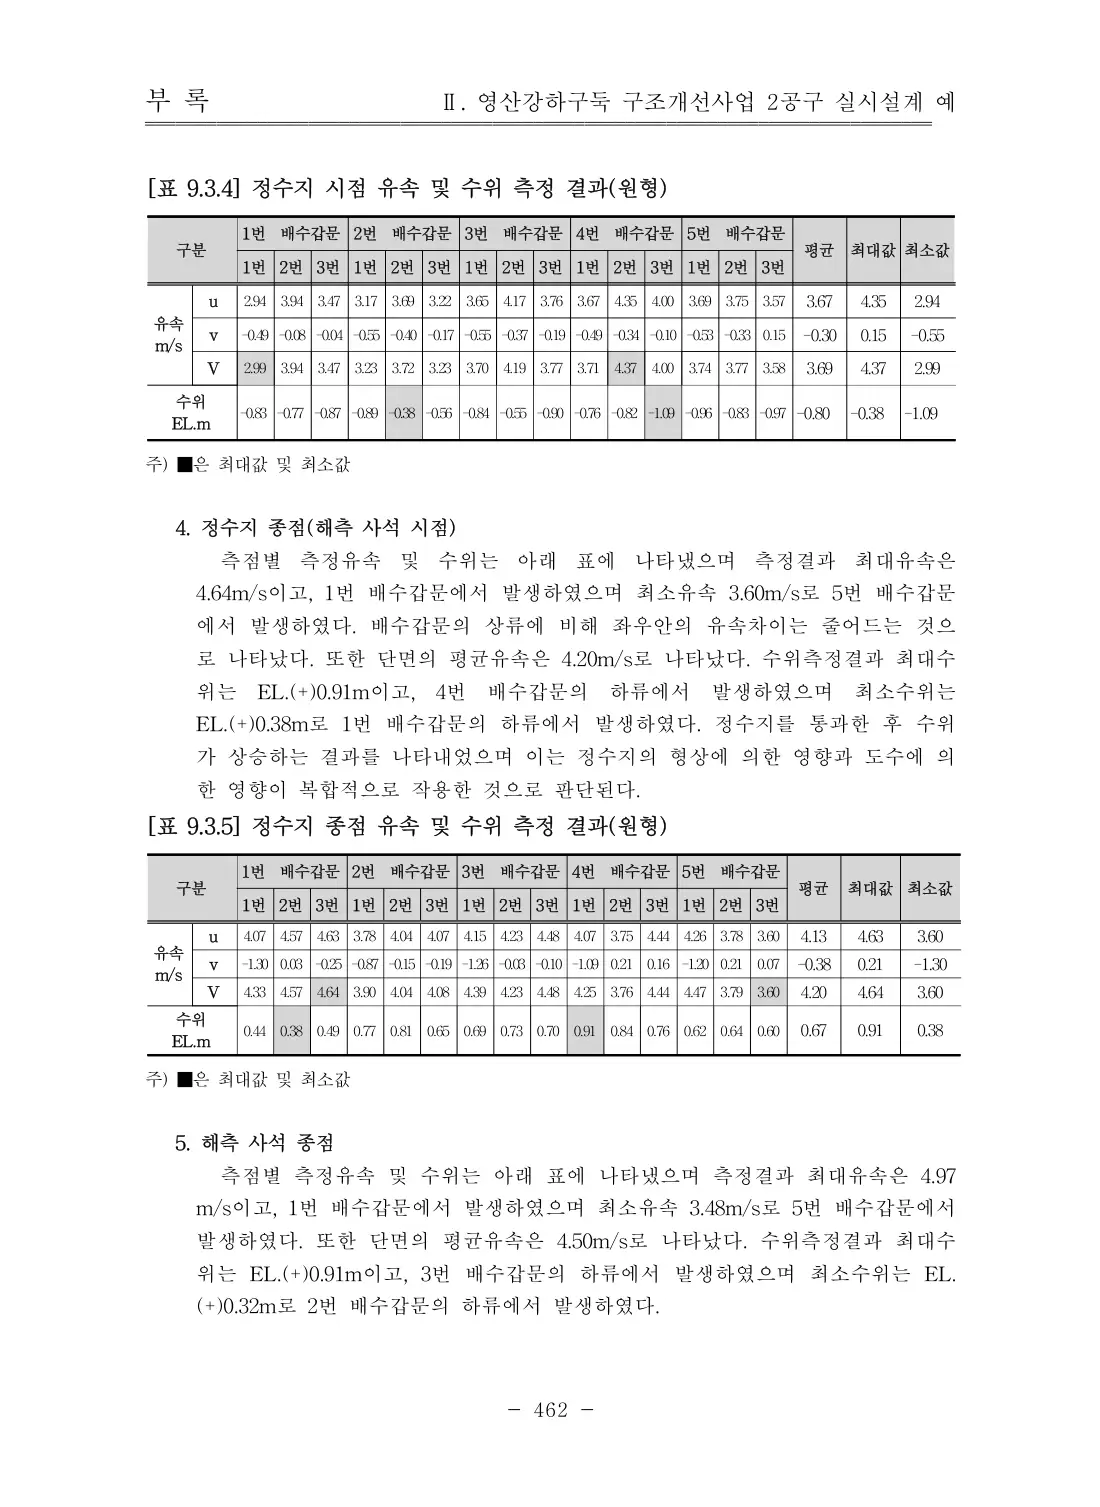 부 록 Ⅱ. 영산강하구둑 구조개선사업 2공구 실시설계 예
[표 9.3.4] 정수지 시점 유속 및 수위 측정 결과(원형)
구분 1번 배수갑문 2번 배수갑문 3번 배수갑문 4번 배수갑문 5번 배수갑문 평균 최대값 최소값
1번 2번 3번 1번 2번 3번 1번 2번 3번 1번 2번 3번 1번 2번 3번
유속 m/s u 2.94 3.94 3.47 3.17 3.69 3.22 3.65 4.17 3.76 3.67 4.35 4.00 3.69 3.75 3.57 3.67 4.35 2.94
v -0.49 -0.08 -0.04 -0.55 -0.40 -0.17 -0.55 -0.37 -0.19 -0.49 -0.34 -0.10 -0.53 -0.33 0.15 -0.30 0.15 -0.55
V 2.99 3.94 3.47 3.23 3.72 3.23 3.70 4.19 3.77 3.71 4.37 4.00 3.74 3.77 3.58 3.69 4.37 2.99
수위 EL.m -0.83 -0.77 -0.87 -0.89 -0.38 -0.56 -0.84 -0.55 -0.90 -0.76 -0.82 -1.09 -0.96 -0.83 -0.97 -0.80 -0.38 -1.09
주) ■은 최대값 및 최소값
4. 정수지 종점(해측 사석 시점)
측점별 측정유속 및 수위는 아래 표에 나타냈으며 측정결과 최대유속은
4.64m/s이고, 1번 배수갑문에서 발생하였으며 최소유속 3.60m/s로 5번 배수갑문
에서 발생하였다. 배수갑문의 상류에 비해 좌우안의 유속차이는 줄어드는 것으
로 나타났다. 또한 단면의 평균유속은 4.20m/s로 나타났다. 수위측정결과 최대수
위는 EL.(+)0.91m이고, 4번 배수갑문의 하류에서 발생하였으며 최소수위는
EL.(+)0.38m로 1번 배수갑문의 하류에서 발생하였다. 정수지를 통과한 후 수위
가 상승하는 결과를 나타내었으며 이는 정수지의 형상에 의한 영향과 도수에 의
한 영향이 복합적으로 작용한 것으로 판단된다.
[표 9.3.5] 정수지 종점 유속 및 수위 측정 결과(원형)
구분 1번 배수갑문 2번 배수갑문 3번 배수갑문 4번 배수갑문 5번 배수갑문 평균 최대값 최소값
1번 2번 3번 1번 2번 3번 1번 2번 3번 1번 2번 3번 1번 2번 3번
유속 m/s u 4.07 4.57 4.63 3.78 4.04 4.07 4.15 4.23 4.48 4.07 3.75 4.44 4.26 3.78 3.60 4.13 4.63 3.60
v -1.30 0.03 -0.25 -0.87 -0.15 -0.19 -1.26 -0.03 -0.10 -1.09 0.21 0.16 -1.20 0.21 0.07 -0.38 0.21 -1.30
V 4.33 4.57 4.64 3.90 4.04 4.08 4.39 4.23 4.48 4.25 3.76 4.44 4.47 3.79 3.60 4.20 4.64 3.60
수위 EL.m 0.44 0.38 0.49 0.77 0.81 0.65 0.69 0.73 0.70 0.91 0.84 0.76 0.62 0.64 0.60 0.67 0.91 0.38
주) ■은 최대값 및 최소값
5. 해측 사석 종점
측점별 측정유속 및 수위는 아래 표에 나타냈으며 측정결과 최대유속은 4.97
m/s이고, 1번 배수갑문에서 발생하였으며 최소유속 3.48m/s로 5번 배수갑문에서
발생하였다. 또한 단면의 평균유속은 4.50m/s로 나타났다. 수위측정결과 최대수
위는 EL.(+)0.91m이고, 3번 배수갑문의 하류에서 발생하였으며 최소수위는 EL.
(+)0.32m로 2번 배수갑문의 하류에서 발생하였다.
- 462 -